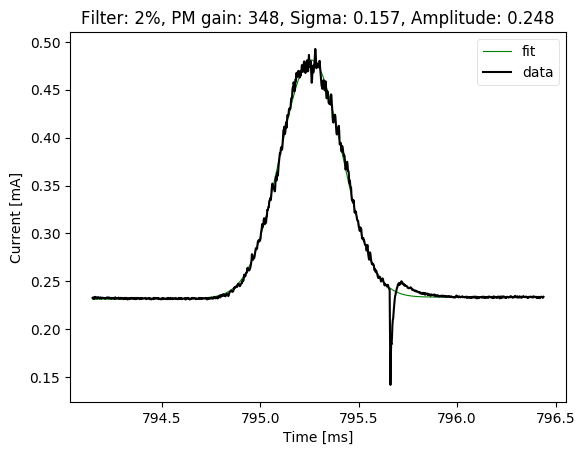 Filter: 2%, PM gain: 348, Sigma: 0.157, Amplitude: 0.248
fit
data
0.50
0.45
0.40
0.35
0.30
0.25
0.20
0.15
Current [mA]
794.5 795.0 795.5 796.0 796.5
Time [ms]